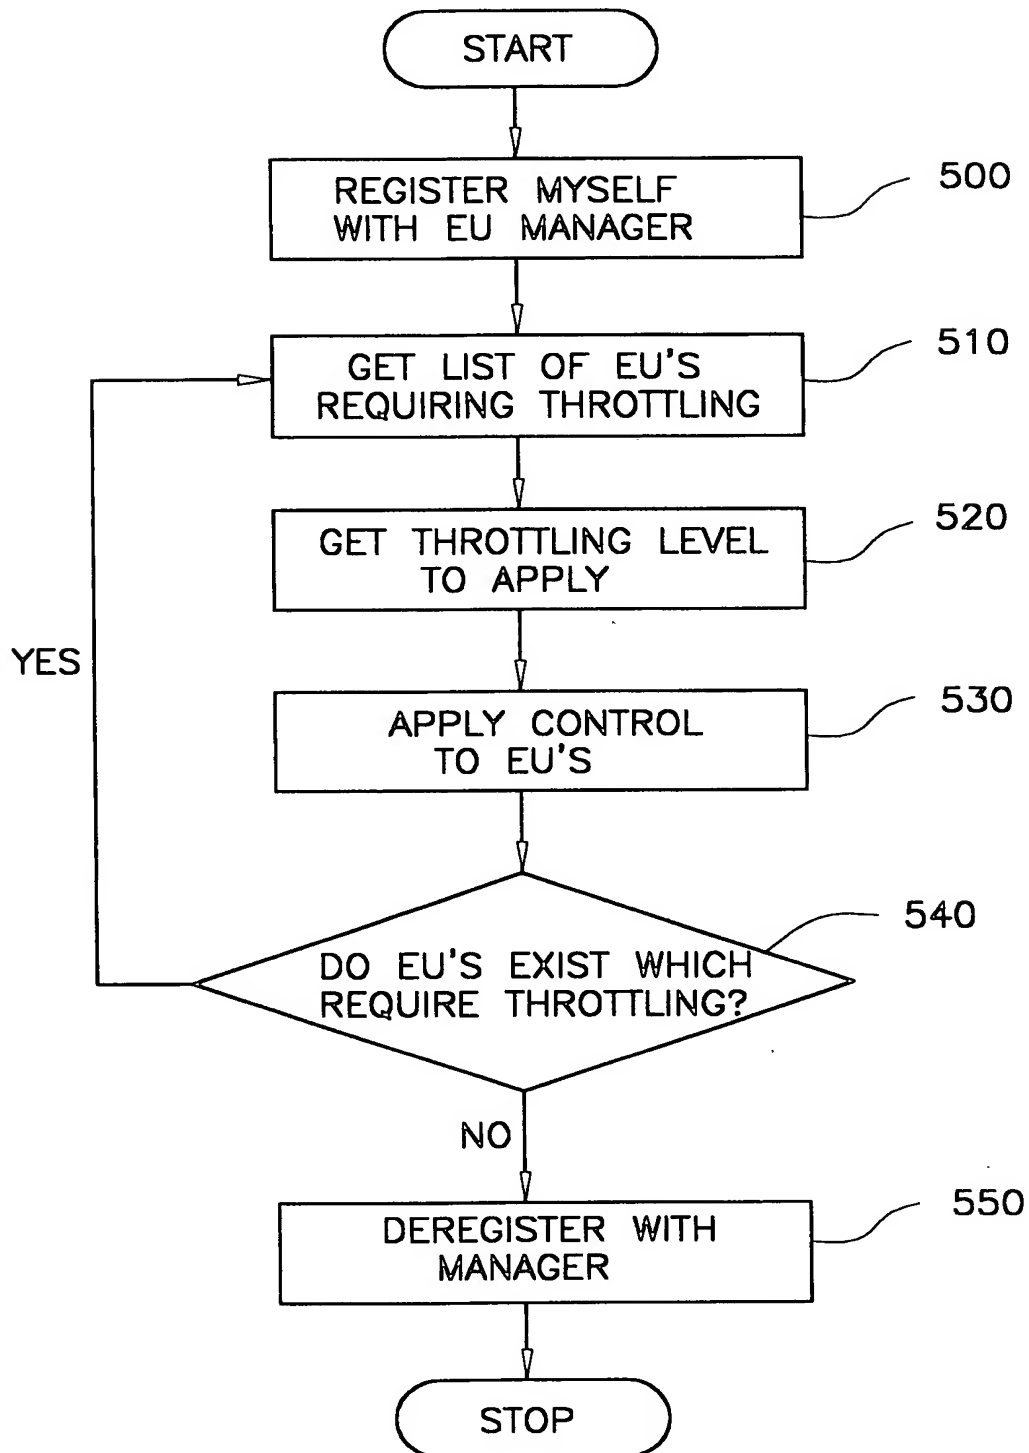 START
REGISTER MYSELF
WITH EU MANAGER
500
GET LIST OF EU'S
REQUIRING THROTTLING
510
GET THROTTLING LEVEL
TO APPLY
520
YES
APPLY CONTROL
TO EU'S
530
DO EU'S EXIST WHICH
REQUIRE THROTTLING?
540
NO
DEREGISTER WITH
MANAGER
550
STOP